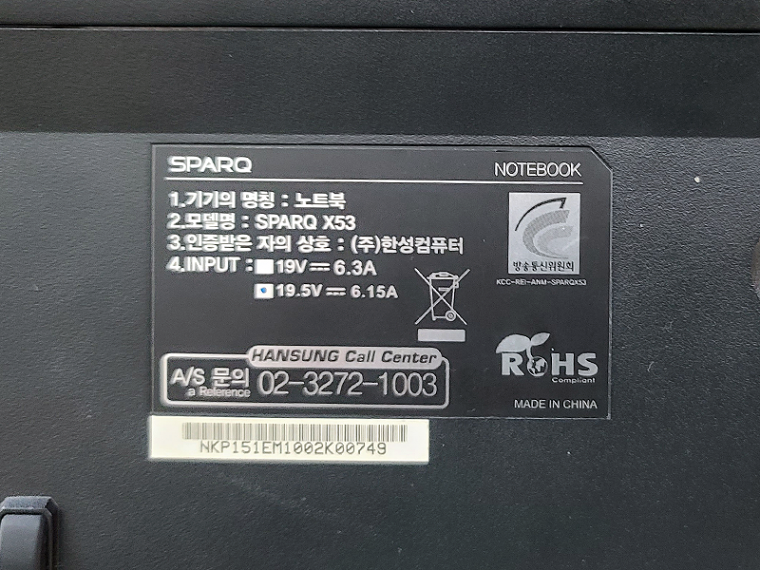 SPARQ
NOTEBOOK
1.기기의 명칭 : 노트북
2.모델명 : SPARQ X53
3.인증받은 자의 상호 : (주)한성컴퓨터
4.INPUT : 19V 6.3A
19.5V 6.15A
방송통신위원회
KCC-REI-ANM-SPARQX53
HANSUNG Call Center
A/S 문의 02-3272-1003
a Reference
RoHS
Compliant
MADE IN CHINA
NKP151EM1002K00749